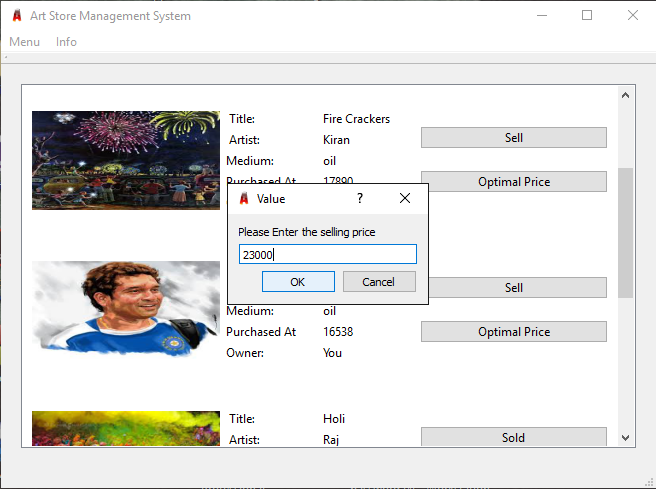 Art Store Management System
Menu Info
Title: Fire Crackers
Artist: Kiran
Sell
Medium: oil
Purchased At 17890
Optimal Price
Value ?
Please Enter the selling price
23000
OK Cancel
Sell
Medium: oil
Purchased At 16538
Optimal Price
Owner: You
Title: Holi
Artist: Raj
Sold